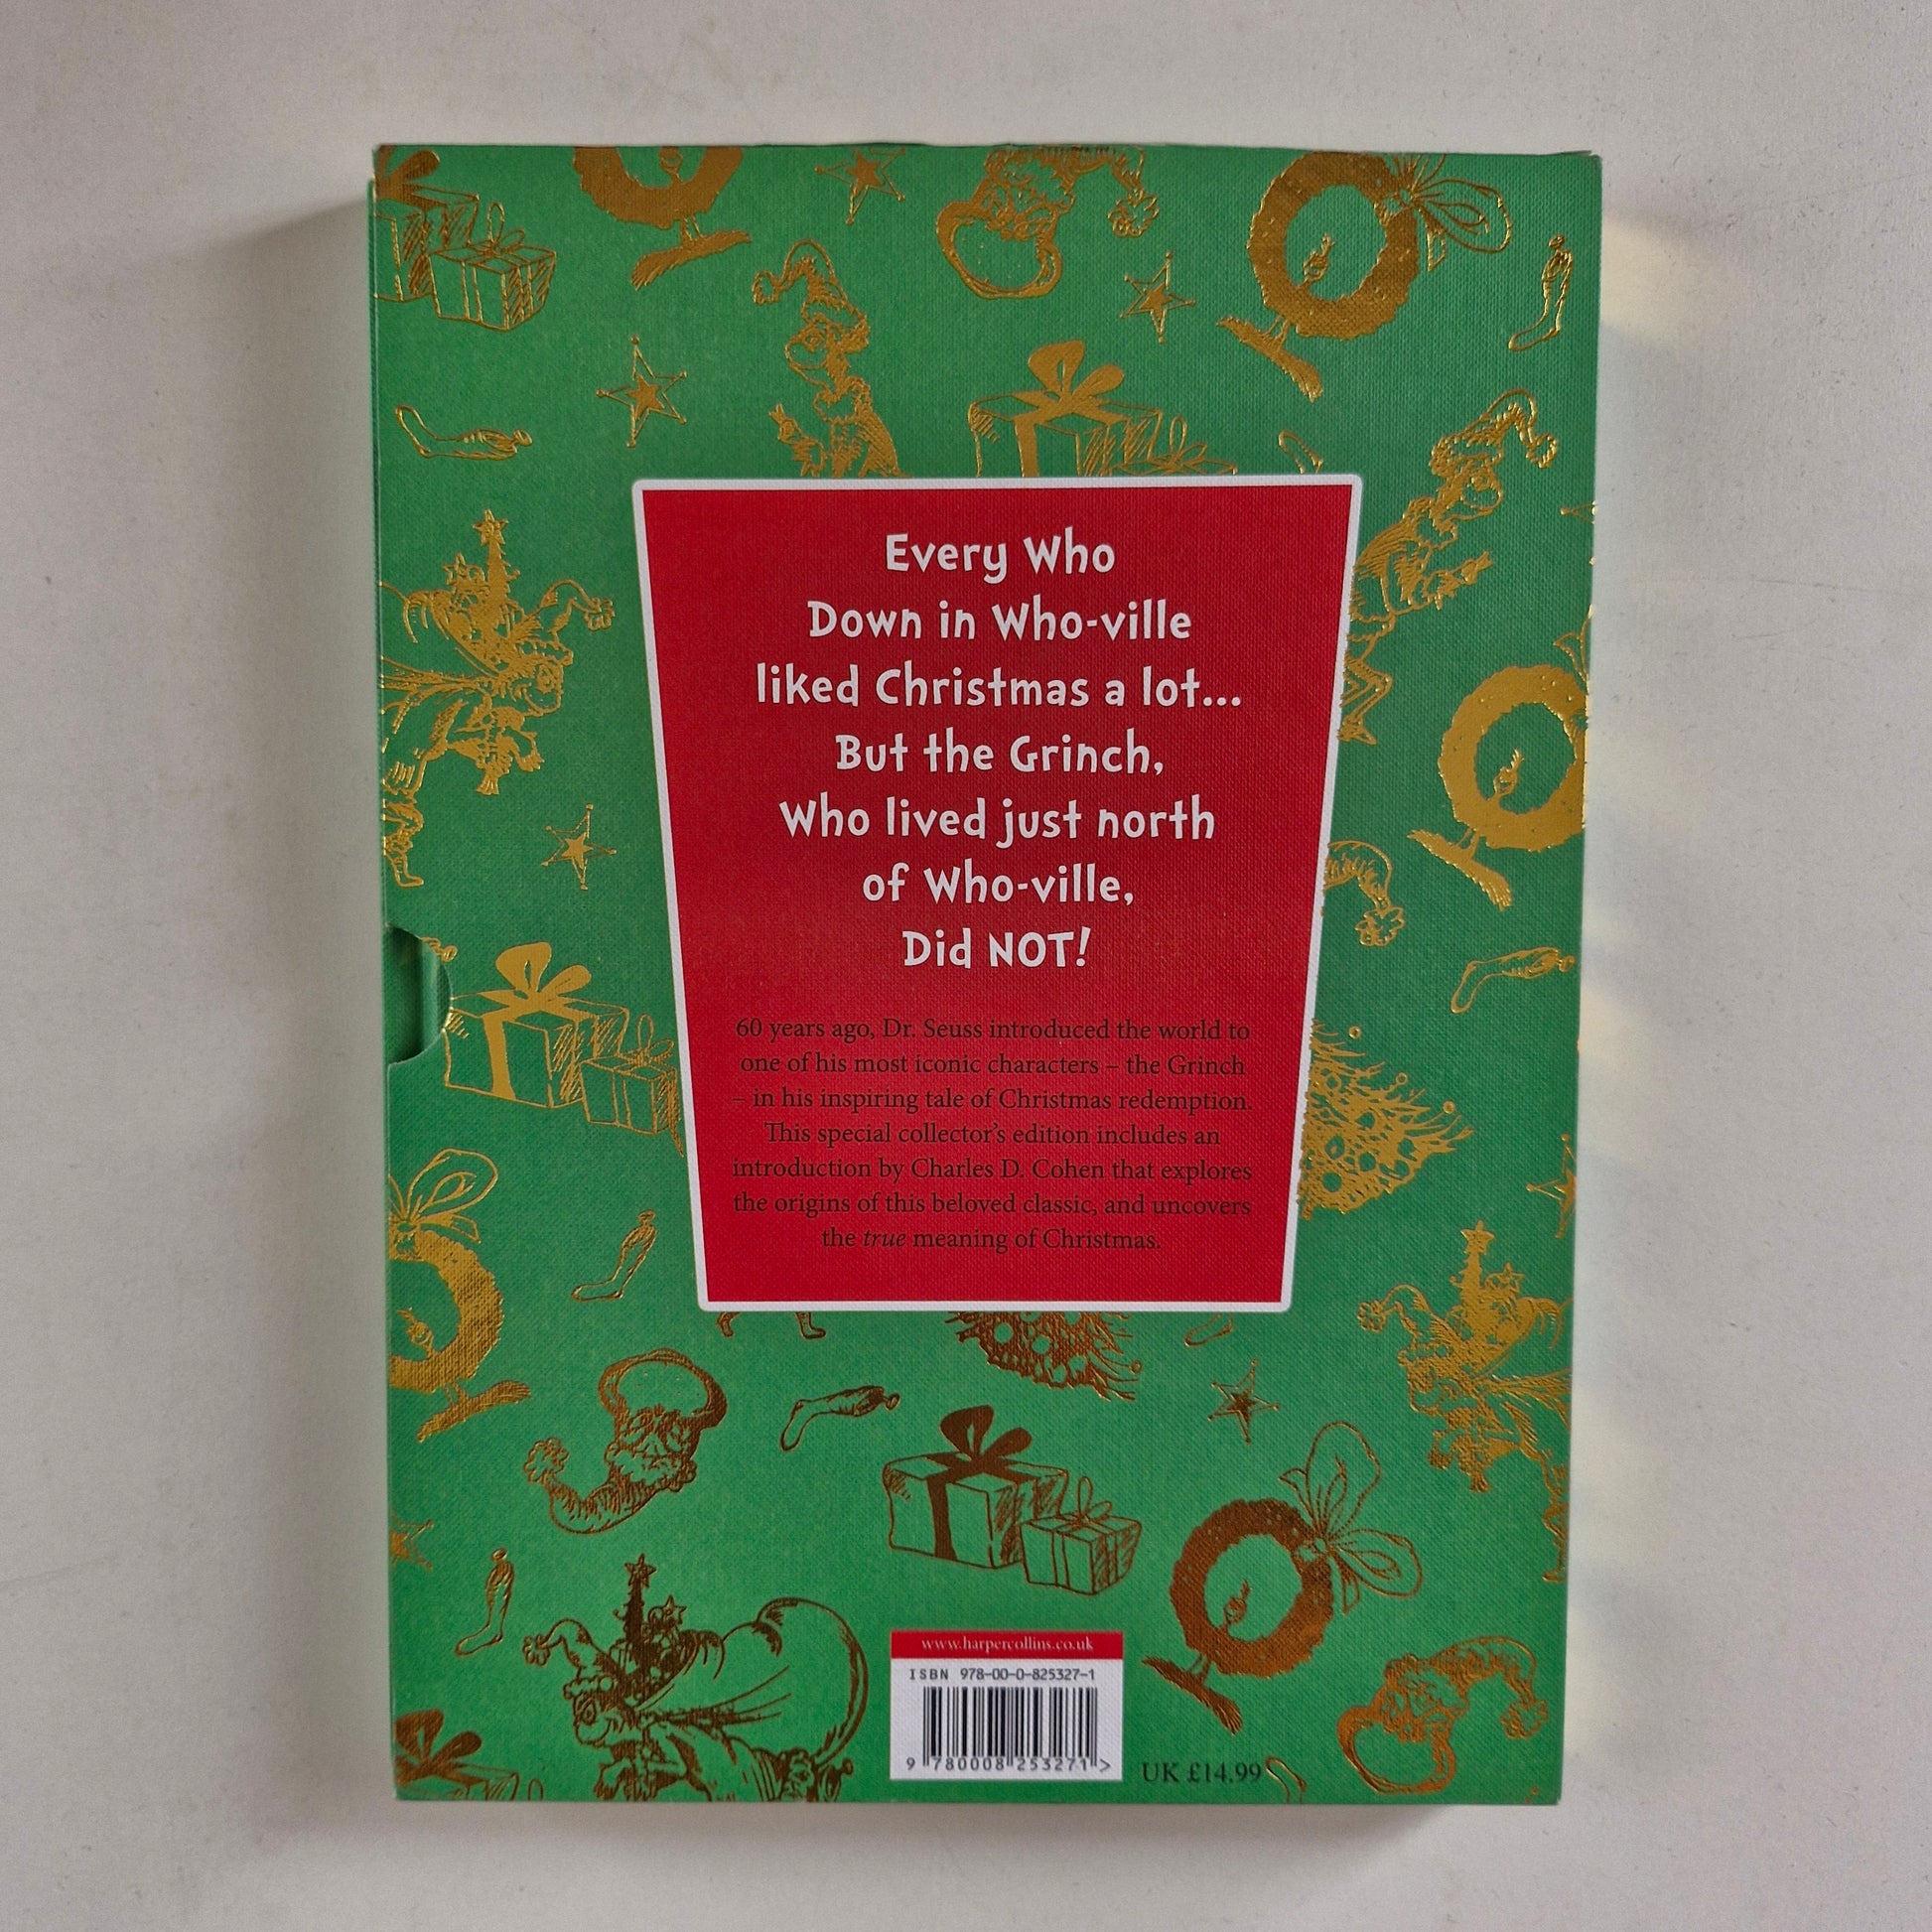 Every Who
Down in Who-ville
liked Christmas a lot...
But the Grinch,
Who lived just north
of Who-ville,
Did NOT!
60 years ago, Dr. Seuss introduced the world to
one of his most iconic characters – the Grinch
– in his inspiring tale of Christmas redemption.
This special collector's edition includes an
introduction by Charles D. Cohen that explores
the origins of this beloved classic, and uncovers
the true meaning of Christmas.
www.harpercollins.co.uk
ISBN 978-00-0-825327-1
9 780008 253271 >
UK £14.99